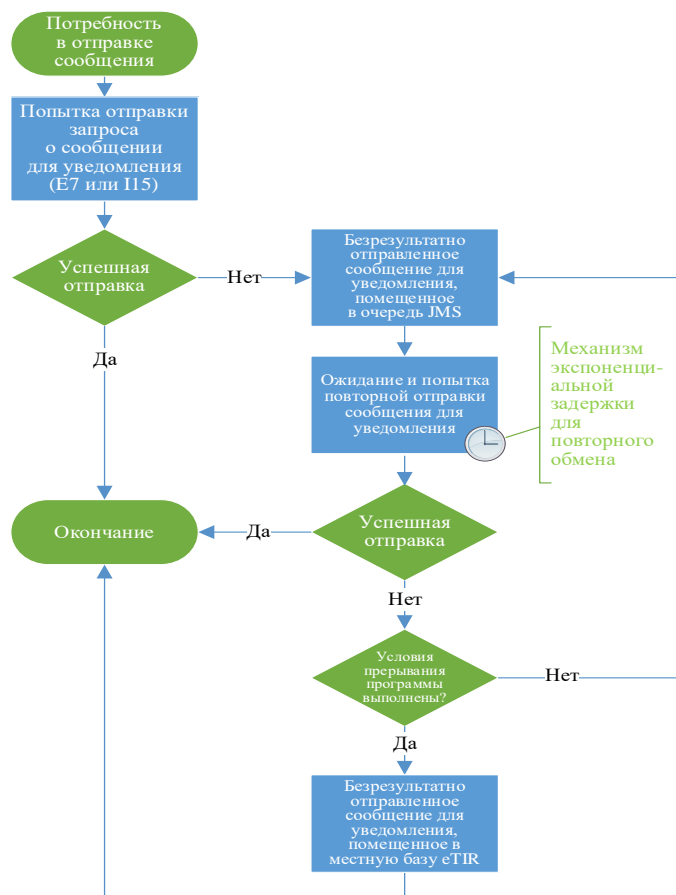 Потребность
в отправке
сообщения
Попытка отправки
запроса
о сообщении
для уведомления
(E7 или I15)
Успешная
отправка
Нет
Безрезультатно
отправленное
сообщение для
уведомления,
помещенное
в очередь JMS
Да
Ожидание и попытка
повторной отправки
сообщения для
уведомления
Механизм
экспоненци-
альной
задержки
для
повторного
обмена
Окончание
Да
Успешная
отправка
Нет
Условия
прерывания
программы
выполнены?
Нет
Да
Безрезультатно
отправленное
сообщение для
уведомления,
помещенное в
местную базу eTIR